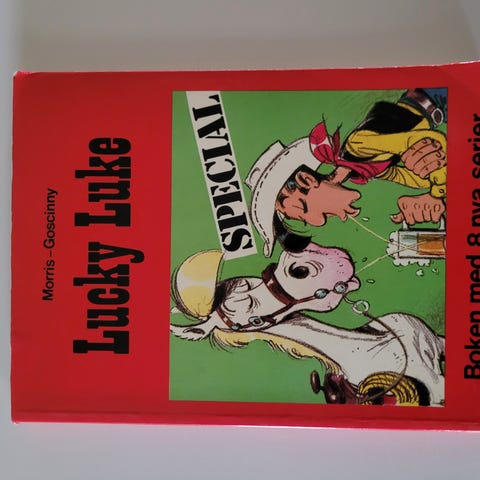 Morris - Goscinny
Lucky Luke
SPECIAL
Boken med 8 nya serier